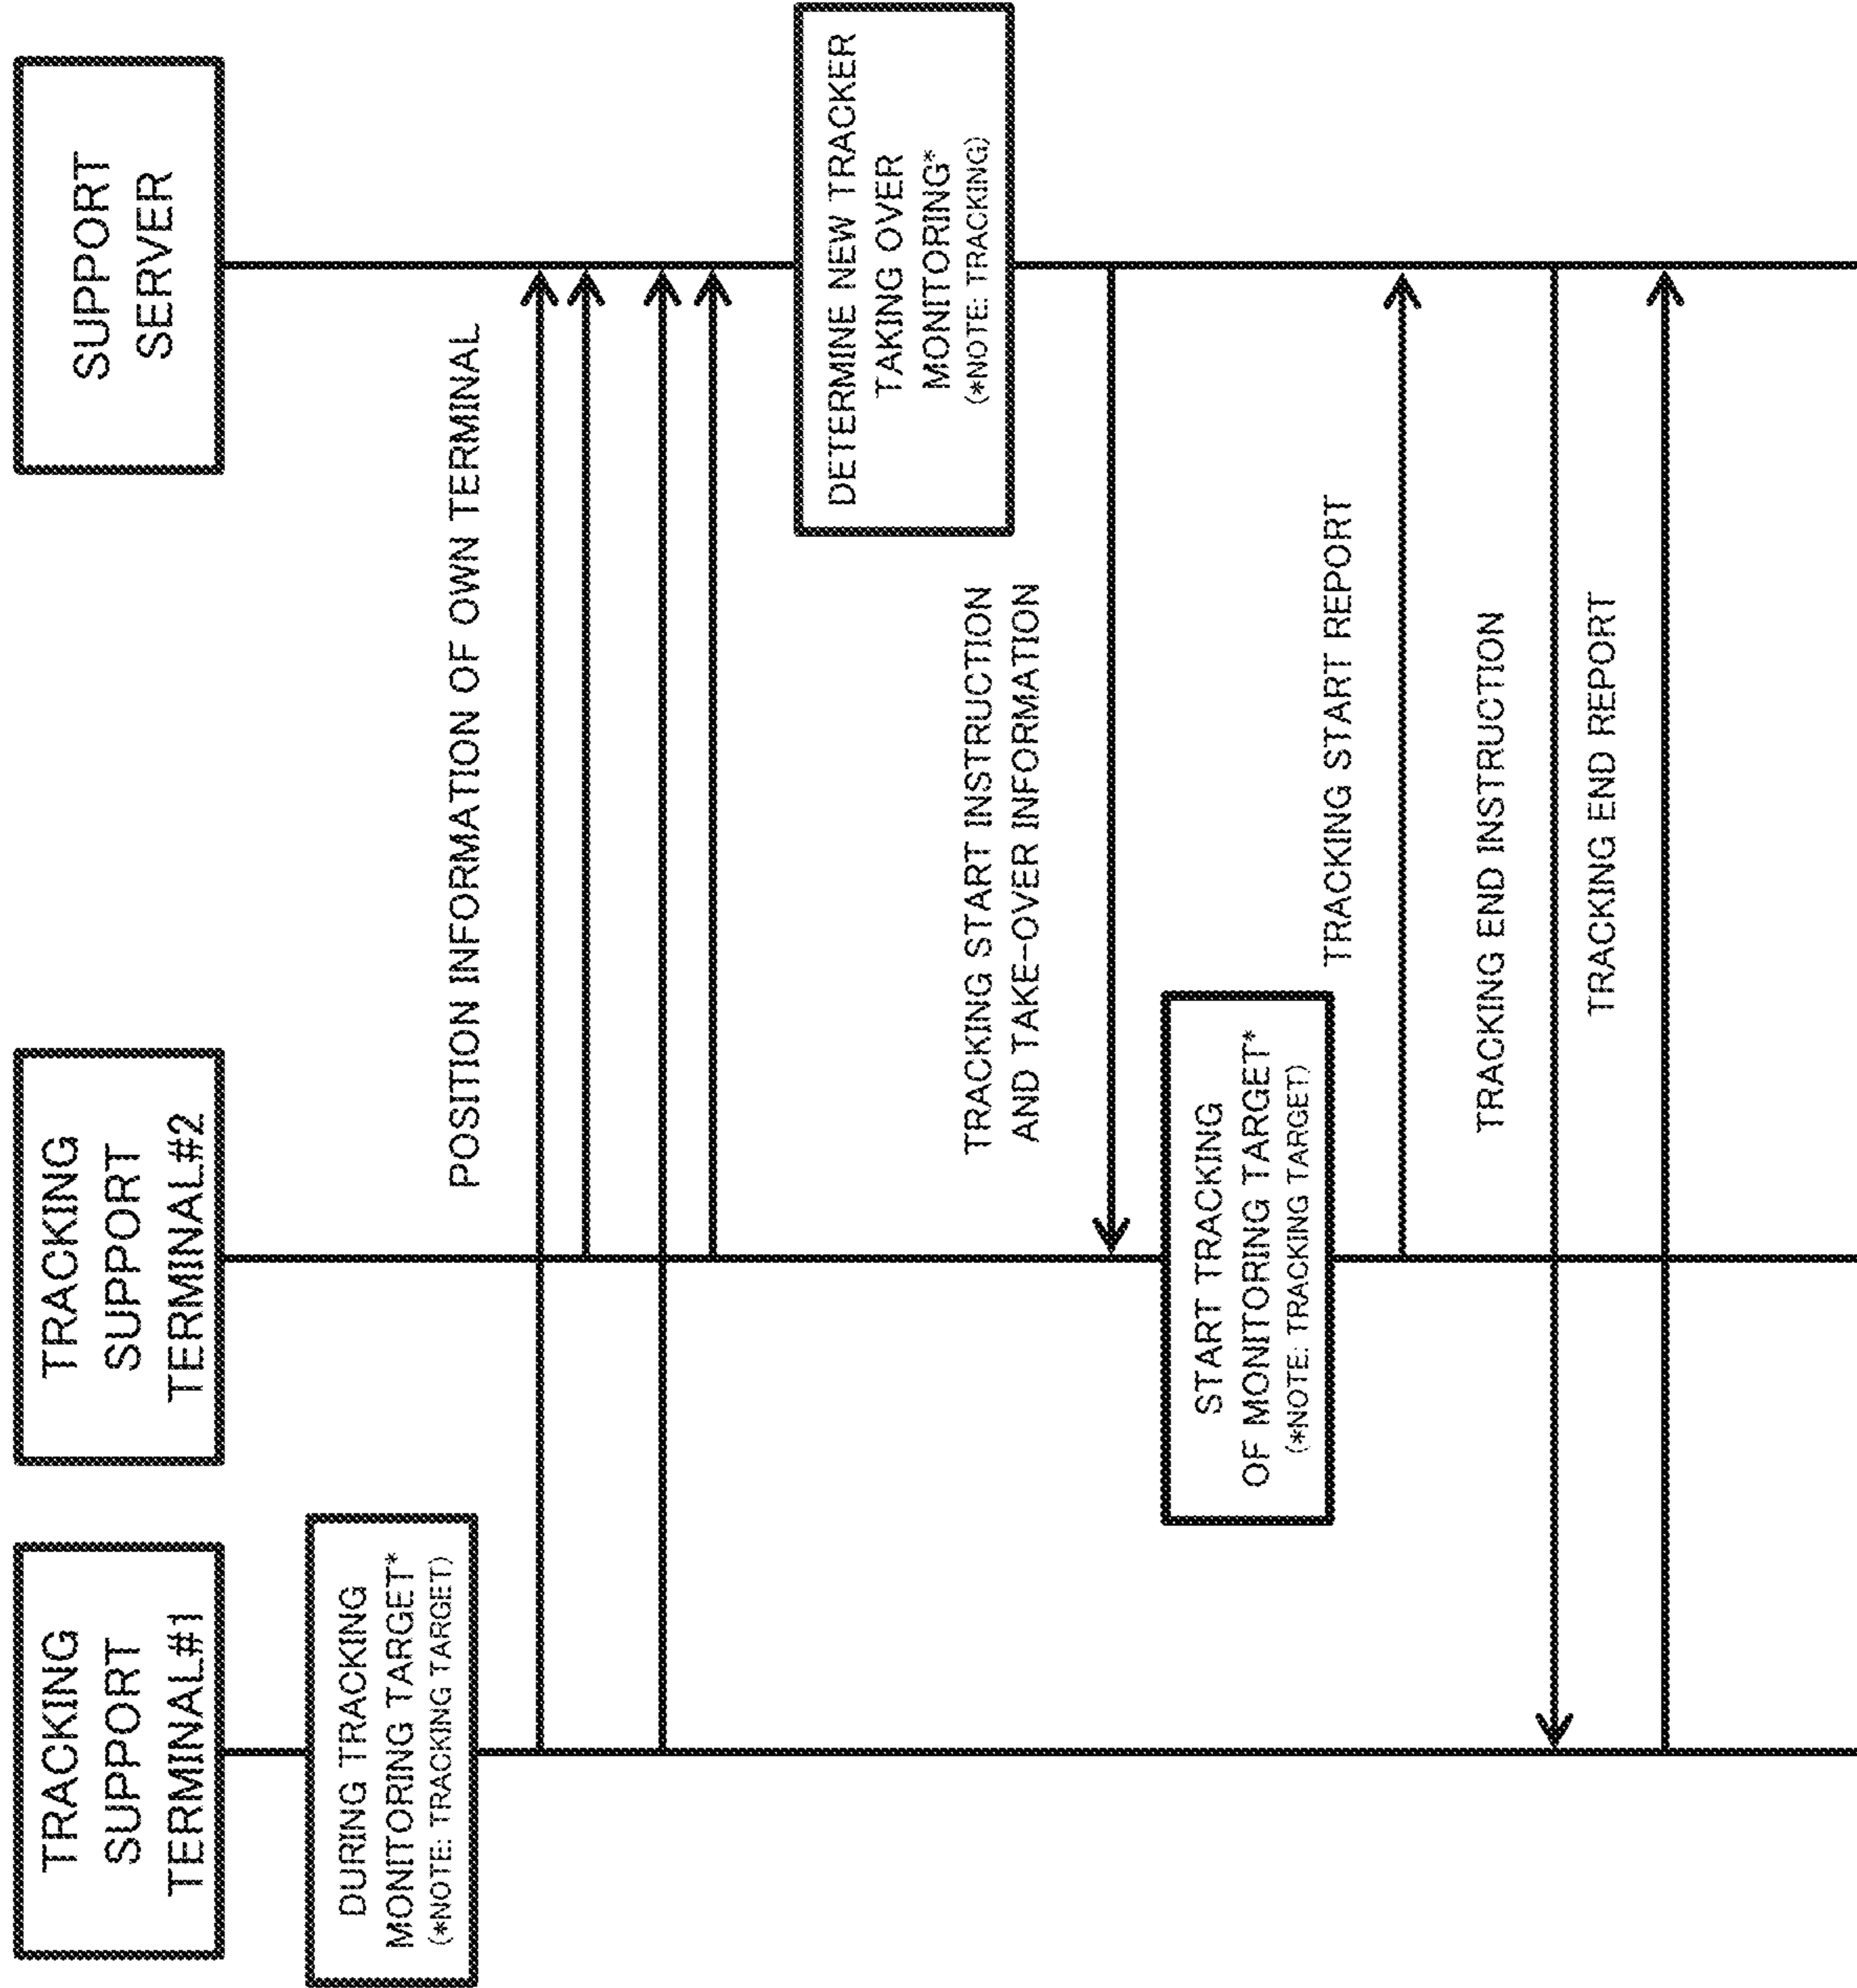 TRACKING
SUPPORT
TERMINAL#1
TRACKING
SUPPORT
TERMINAL#2
SUPPORT
SERVER
DURING TRACKING
MONITORING TARGET*
(*NOTE: TRACKING TARGET)
POSITION INFORMATION OF OWN TERMINAL
DETERMINE NEW TRACKER
TAKING OVER
MONITORING*
(*NOTE: TRACKING)
TRACKING START INSTRUCTION
AND TAKE-OVER INFORMATION
START TRACKING
OF MONITORING TARGET*
(*NOTE: TRACKING TARGET)
TRACKING START REPORT
TRACKING END INSTRUCTION
TRACKING END REPORT